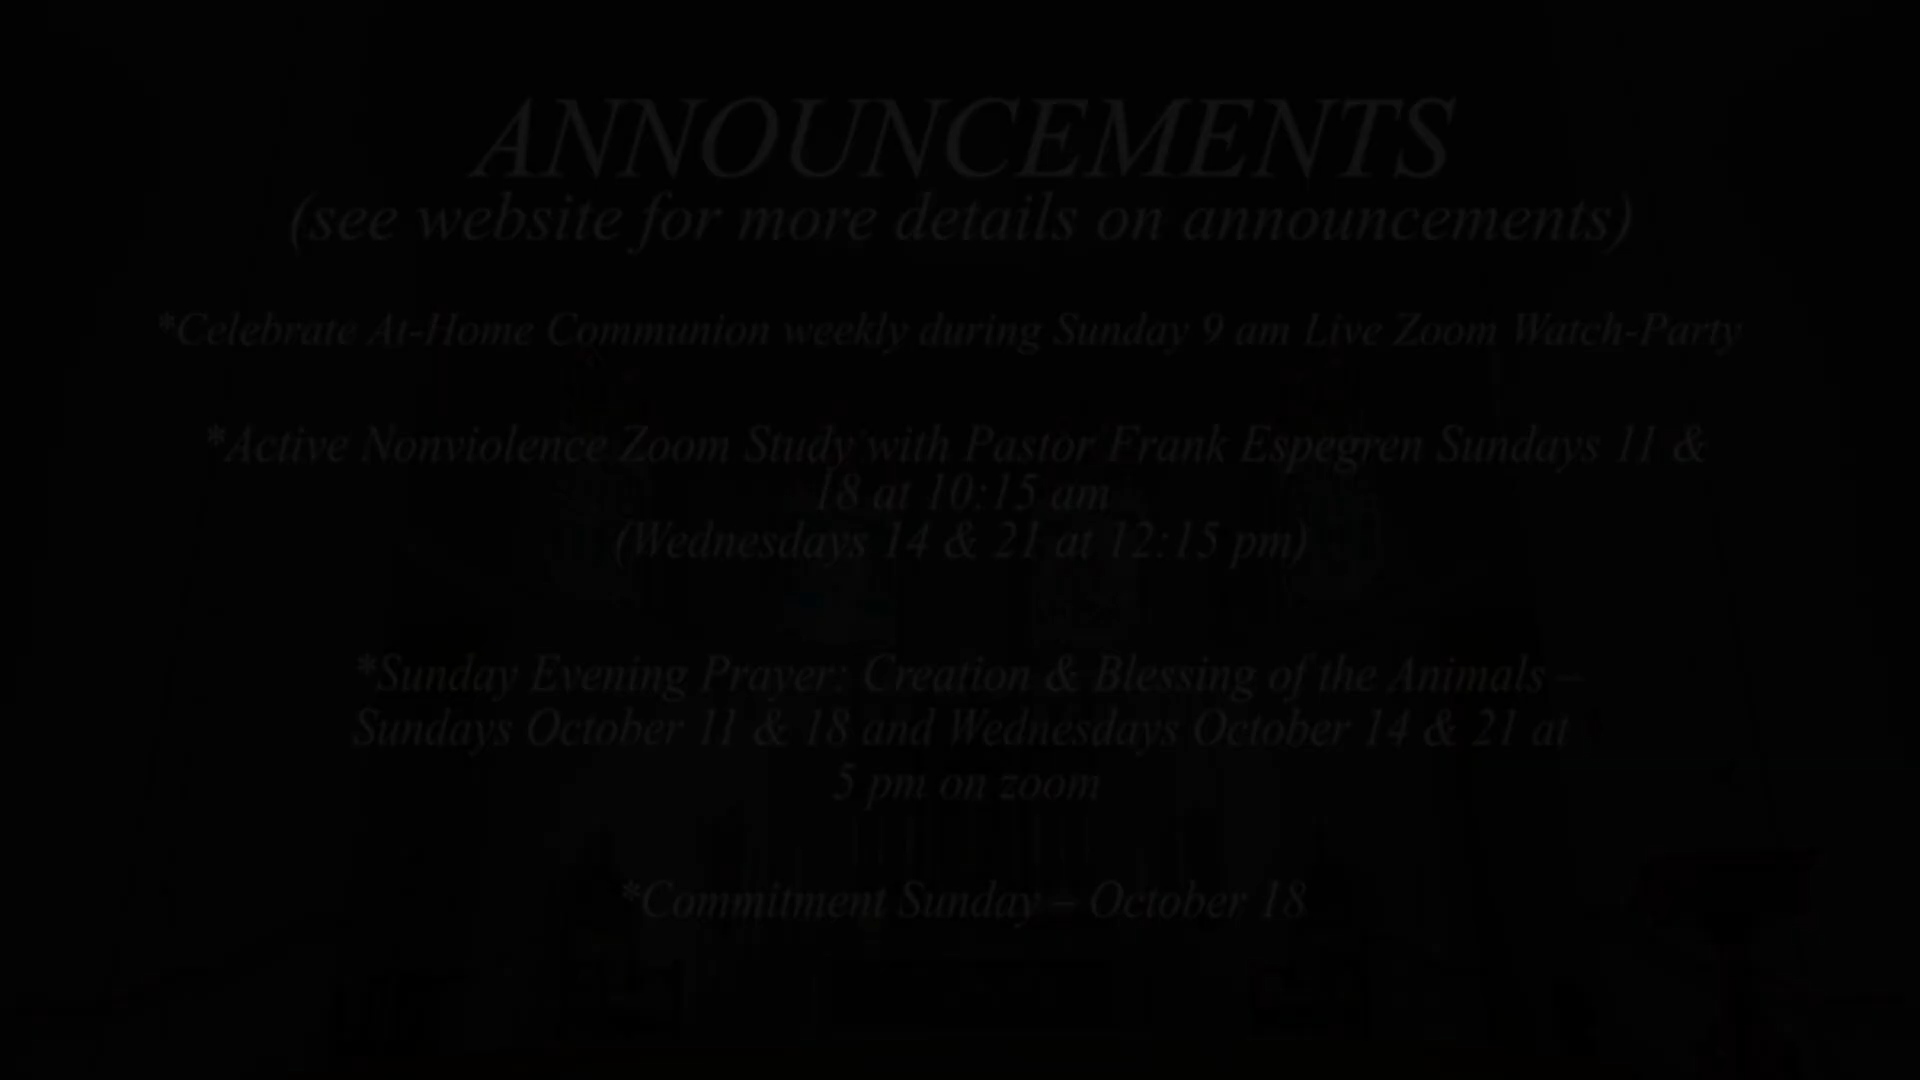 ANNOUNCEMENTS
(see website for more details on announcements)
*Celebrate At-Home Communion weekly during Sunday 9 am Live Zoom Watch-Party
*Active Nonviolence Zoom Study with Pastor Frank Espegren Sundays 11 &
18 at 10:15 am
(Wednesdays 14 & 21 at 12:15 pm)
*Sunday Evening Prayer: Creation & Blessing of the Animals –
Sundays October 11 & 18 and Wednesdays October 14 & 21 at
5 pm on zoom
*Commitment Sunday – October 18